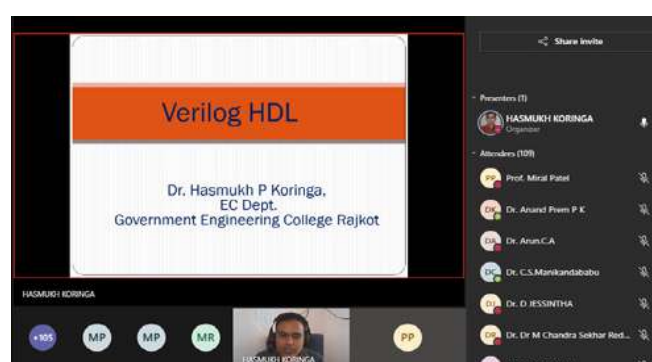 Verilog HDL
Dr. Hasmukh P Koringa,
EC Dept.
Government Engineering College Rajkot
HASMUKH KORINGA
+105
MP
MP
MR
HASMUKH KORINGA
PP
Share invite
Presenters (1)
HASMUKH KORINGA
Organizer
Attendees (109)
PP
Prof. Miral Patel
DK
Dr. Anand Prem P K
DA
Dr. Arun.C.A
DC
Dr. C.S.Manikandababu
DJ
Dr. D JESSINTHA
DR
Dr. Dr M Chandra Sekhar Red...